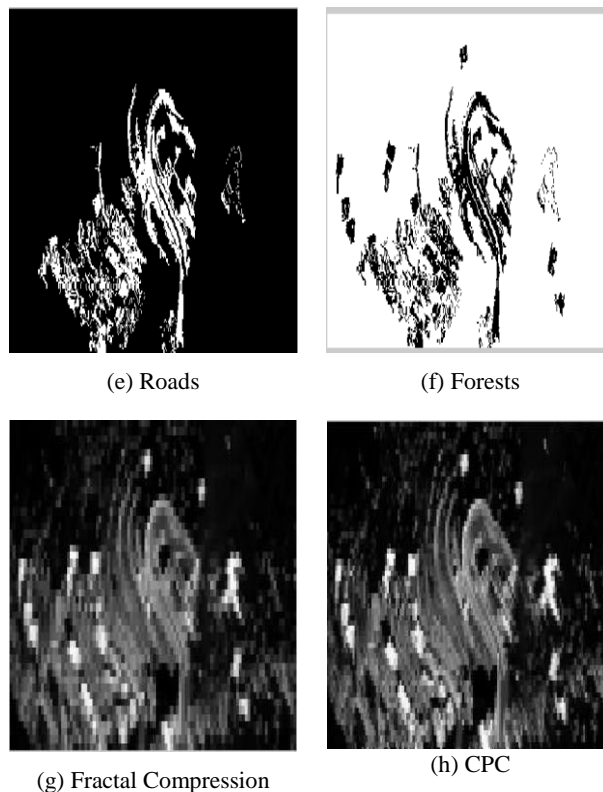 (e) Roads
(f) Forests
(g) Fractal Compression
(h) CPC